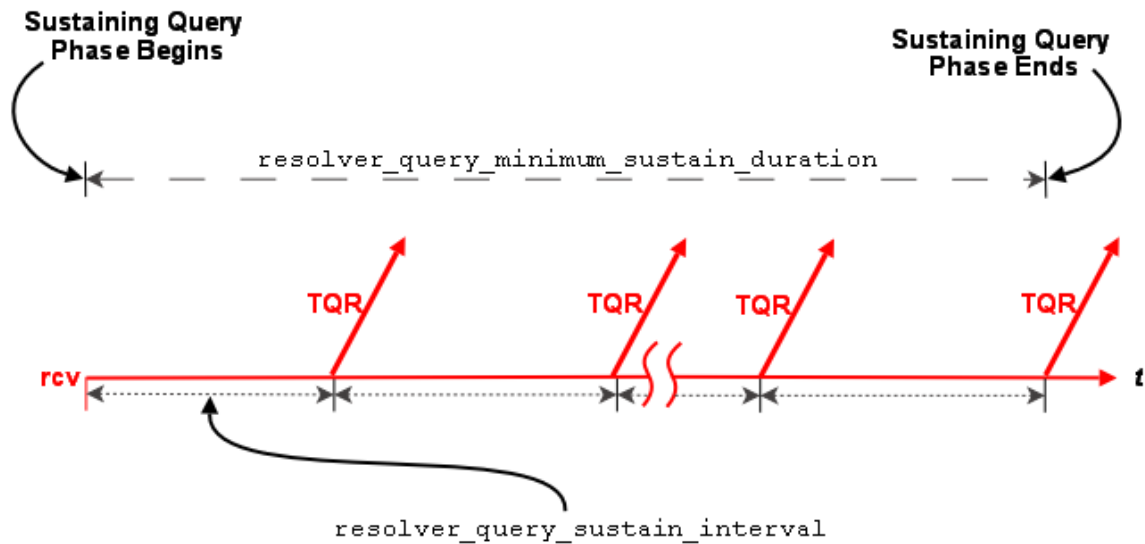 Sustaining Query
Phase Begins
Sustaining Query
Phase Ends
resolver_query_minimum_sustain_duration
TQR
TQR
TQR
TQR
rcv
t
resolver_query_sustain_interval